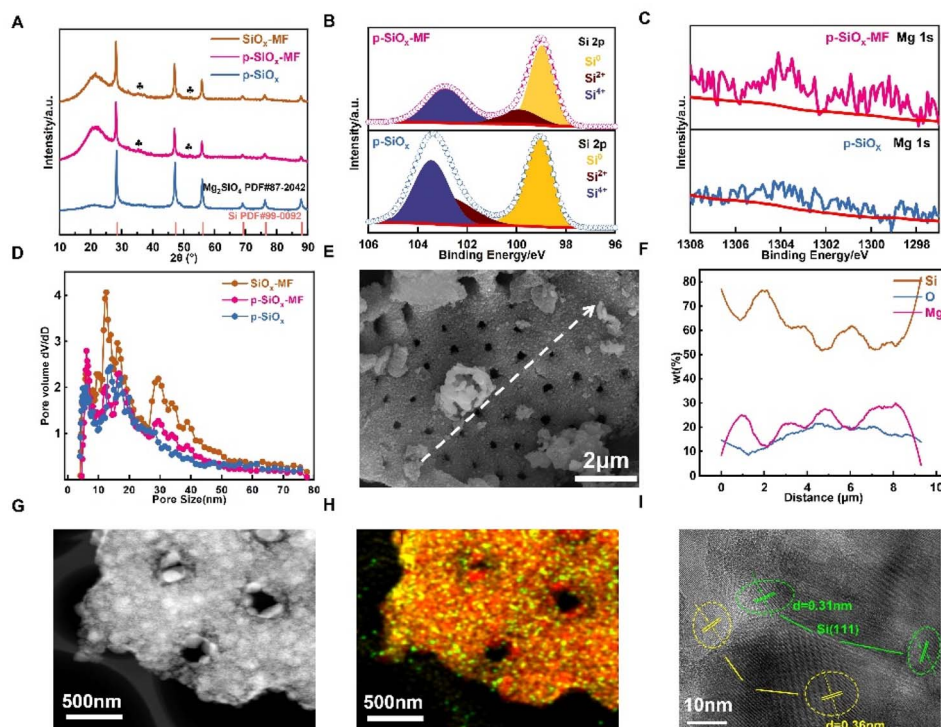 A
Intensity/a.u.
SiOx-MF
p-SiOx-MF
p-SiOx
♣
♣
♣
♣
Mg2SiO4 PDF#87-2042
Si PDF#99-0092
10 20 30 40 50 60 70 80 90
2θ (°)
B
Intensity/a.u.
p-SiOx-MF
Si 2p
Si0
Si2+
Si4+
p-SiOx
Si 2p
Si0
Si2+
Si4+
106 104 102 100 98 96
Binding Energy/eV
C
Intensity/a.u.
p-SiOx-MF Mg 1s
p-SiOx Mg 1s
1308 1306 1304 1302 1300 1298
Binding Energy/eV
D
Pore volume dV/dD
4
3
2
1
SiOx-MF
p-SiOx-MF
p-SiOx
0 10 20 30 40 50 60 70 80
Pore Size(nm)
E
2μm
F
wt(%)
80
70
60
50
40
30
20
10
0
Si
O
Mg
0 2 4 6 8 10
Distance (μm)
G
500nm
H
500nm
I
d=0.31nm
Si(111)
10nm
d=0.36nm